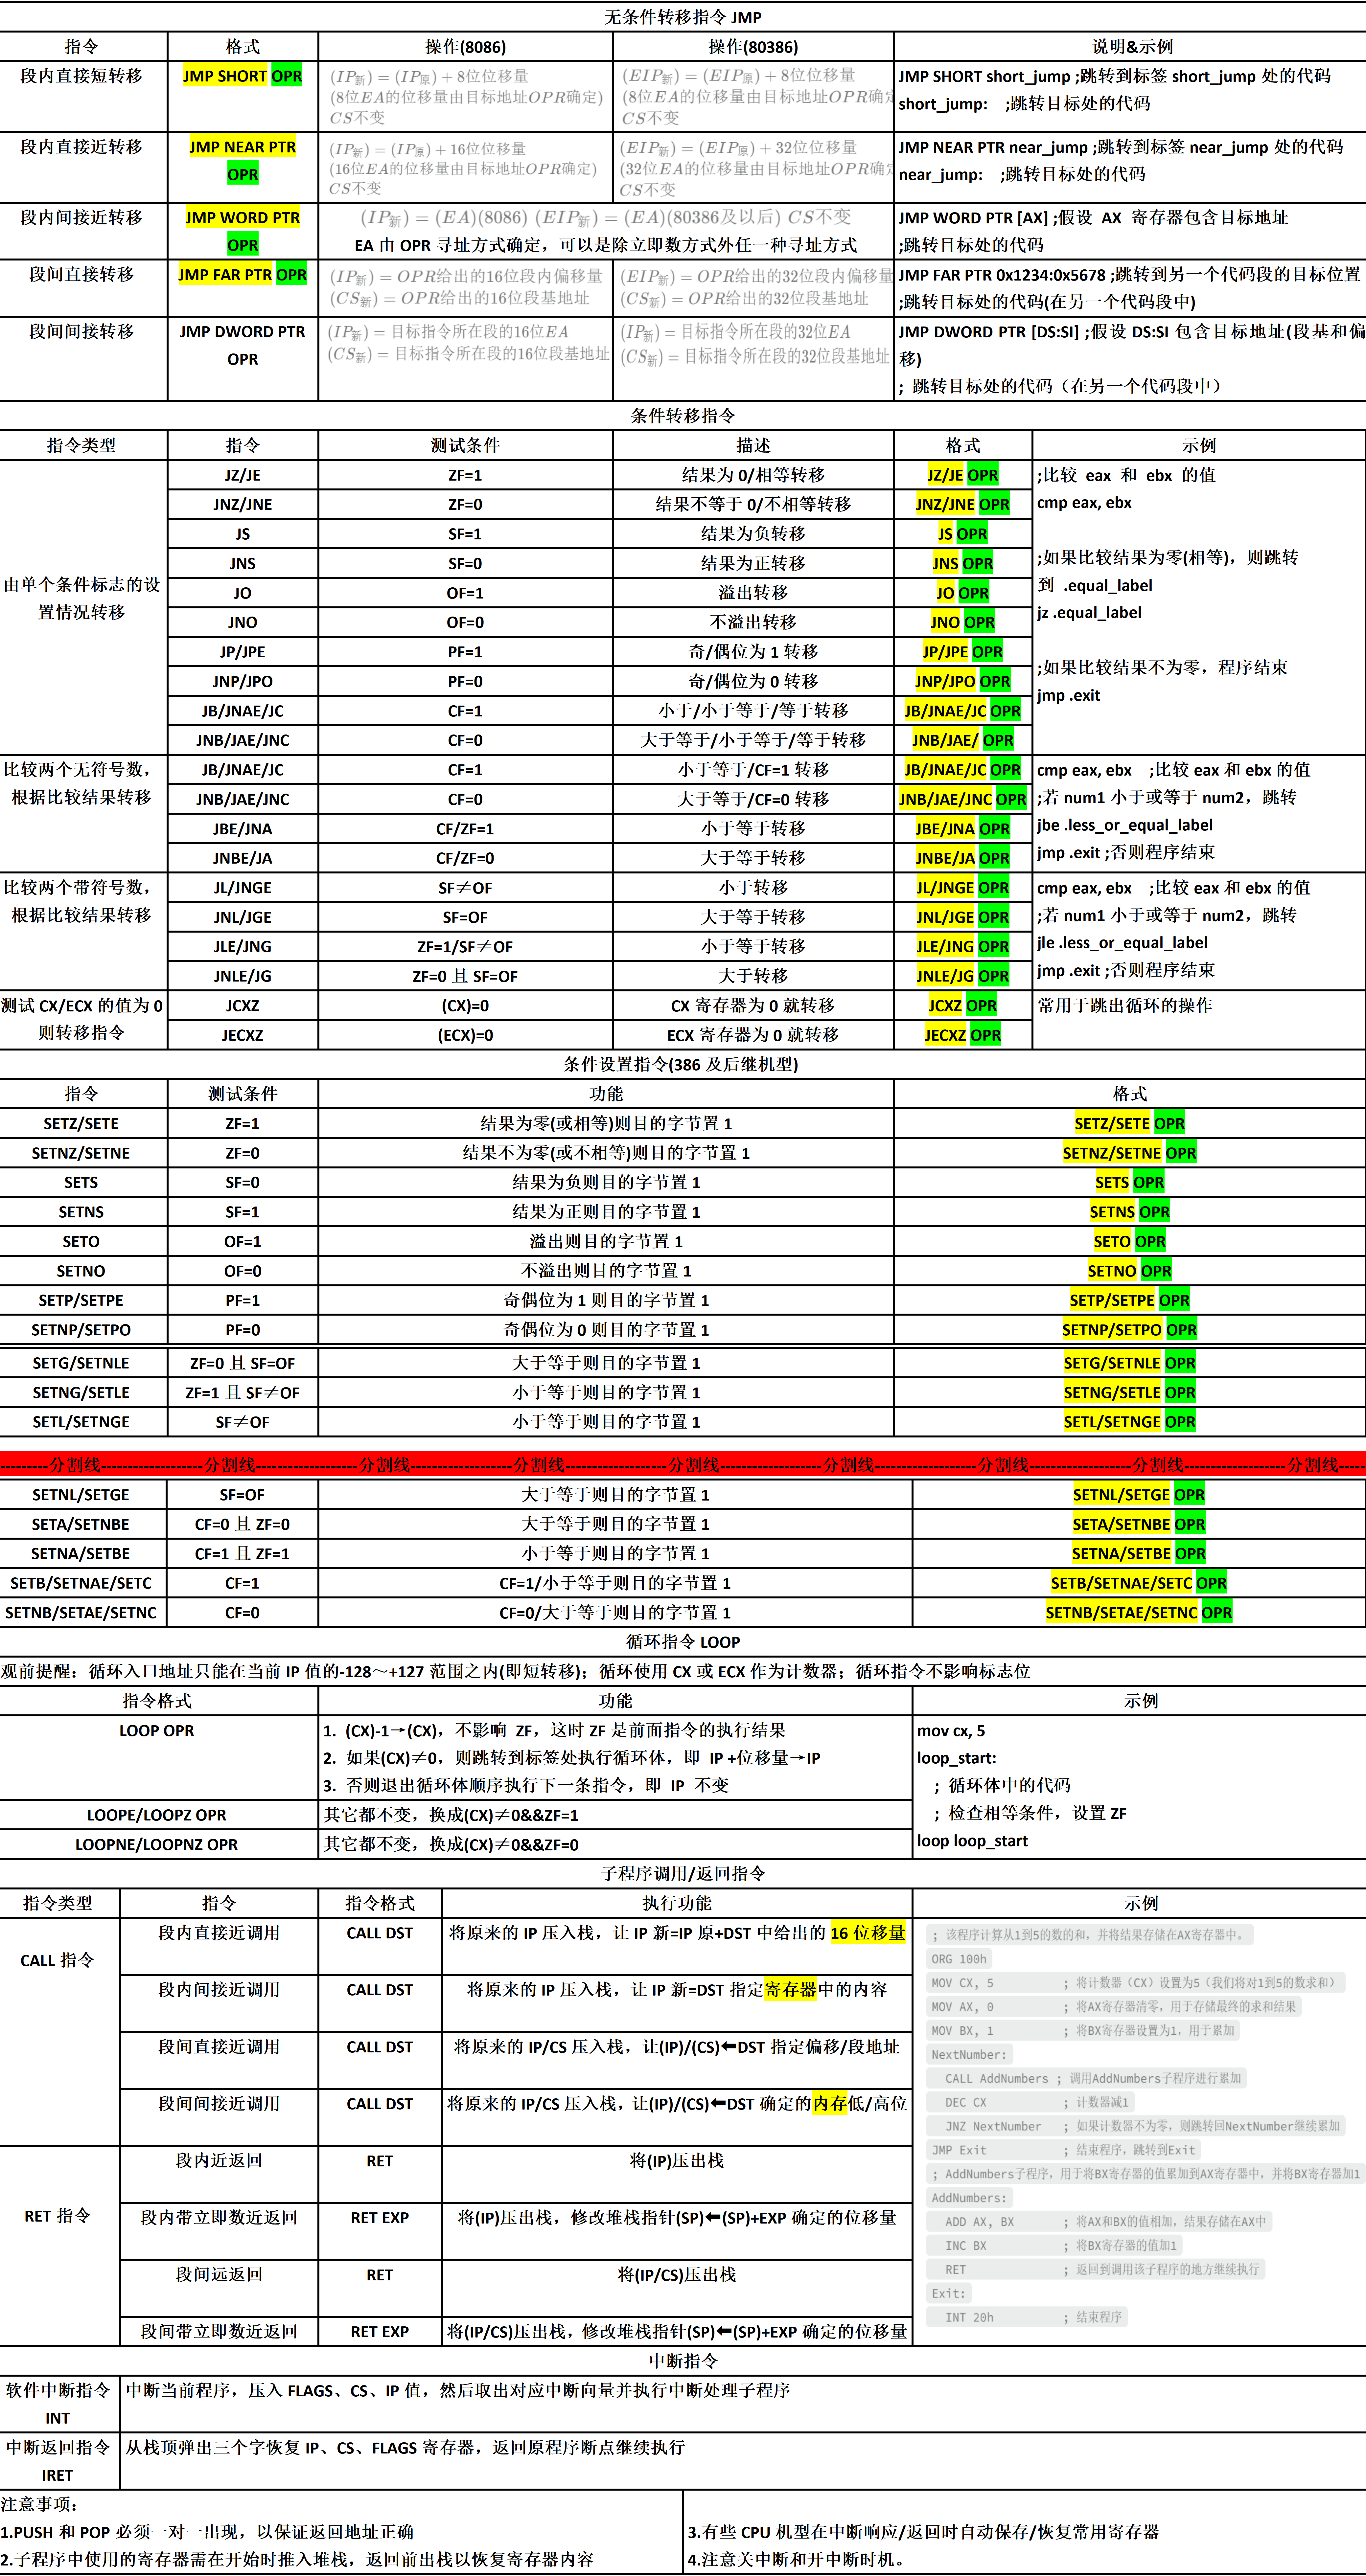 无条件转移指令 JMP
指令 格式 操作(8086) 操作(80386) 说明&示例
段内直接短转移 JMP SHORT OPR
(IP新) = (IP原) + 8位位移量
(8位EA的位移量由目标地址OPR确定)
CS不变
(EIP新) = (EIP原) + 8位位移量
(8位EA的位移量由目标地址OPR确定
CS不变
JMP SHORT short_jump ;跳转到标签 short_jump 处的代码
short_jump: ;跳转目标处的代码
段内直接近转移 JMP NEAR PTR
OPR
(IP新) = (IP原) + 16位位移量
(16位EA的位移量由目标地址OPR确定)
CS不变
(EIP新) = (EIP原) + 32位位移量
(32位EA的位移量由目标地址OPR确定
CS不变
JMP NEAR PTR near_jump ;跳转到标签 near_jump 处的代码
near_jump: ;跳转目标处的代码
段内间接近转移 JMP WORD PTR
OPR
(IP新) = (EA)(8086) (EIP新) = (EA)(80386及以后) CS不变
EA 由 OPR 寻址方式确定，可以是除立即数方式外任一种寻址方式
JMP WORD PTR [AX] ;假设 AX 寄存器包含目标地址
;跳转目标处的代码
段间直接转移 JMP FAR PTR OPR
(IP新) = OPR给出的16位段内偏移量
(CS新) = OPR给出的16位段基地址
(EIP新) = OPR给出的32位段内偏移量
(CS新) = OPR给出的32位段基地址
JMP FAR PTR 0x1234:0x5678 ;跳转到另一个代码段的目标位置
;跳转目标处的代码(在另一个代码段中)
段间间接转移 JMP DWORD PTR
OPR
(IP新) = 目标指令所在段的16位EA
(CS新) = 目标指令所在段的16位段基地址
(IP新) = 目标指令所在段的32位EA
(CS新) = 目标指令所在段的32位段基地址
JMP DWORD PTR [DS:SI] ;假设 DS:SI 包含目标地址(段基和偏
移)
; 跳转目标处的代码（在另一个代码段中）
条件转移指令
指令类型 指令 测试条件 描述 格式 示例
由单个条件标志的设
置情况转移
JZ/JE ZF=1 结果为 0/相等转移 JZ/JE OPR
JNZ/JNE ZF=0 结果不等于 0/不相等转移 JNZ/JNE OPR
JS SF=1 结果为负转移 JS OPR
JNS SF=0 结果为正转移 JNS OPR
JO OF=1 溢出转移 JO OPR
JNO OF=0 不溢出转移 JNO OPR
JP/JPE PF=1 奇/偶位为 1 转移 JP/JPE OPR
JNP/JPO PF=0 奇/偶位为 0 转移 JNP/JPO OPR
JB/JNAE/JC CF=1 小于/小于等于/等于转移 JB/JNAE/JC OPR
JNB/JAE/JNC CF=0 大于等于/小于等于/等于转移 JNB/JAE/ OPR
;比较 eax 和 ebx 的值
cmp eax, ebx
;如果比较结果为零(相等)，则跳转
到 .equal_label
jz .equal_label
;如果比较结果不为零，程序结束
jmp .exit
比较两个无符号数，
根据比较结果转移
JB/JNAE/JC CF=1 小于等于/CF=1 转移 JB/JNAE/JC OPR
JNB/JAE/JNC CF=0 大于等于/CF=0 转移 JNB/JAE/JNC OPR
JBE/JNA CF/ZF=1 小于等于转移 JBE/JNA OPR
JNBE/JA CF/ZF=0 大于等于转移 JNBE/JA OPR
cmp eax, ebx ;比较 eax 和 ebx 的值
;若 num1 小于或等于 num2，跳转
jbe .less_or_equal_label
jmp .exit ;否则程序结束
比较两个带符号数，
根据比较结果转移
JL/JNGE SF≠OF 小于转移 JL/JNGE OPR
JNL/JGE SF=OF 大于等于转移 JNL/JGE OPR
JLE/JNG ZF=1/SF≠OF 小于等于转移 JLE/JNG OPR
JNLE/JG ZF=0 且 SF=OF 大于转移 JNLE/JG OPR
cmp eax, ebx ;比较 eax 和 ebx 的值
;若 num1 小于或等于 num2，跳转
jle .less_or_equal_label
jmp .exit ;否则程序结束
测试 CX/ECX 的值为 0
则转移指令
JCXZ (CX)=0 CX 寄存器为 0 就转移 JCXZ OPR
JECXZ (ECX)=0 ECX 寄存器为 0 就转移 JECXZ OPR
常用于跳出循环的操作
条件设置指令(386 及后继机型)
指令 测试条件 功能 格式
SETZ/SETE ZF=1 结果为零(或相等)则目的字节置 1 SETZ/SETE OPR
SETNZ/SETNE ZF=0 结果不为零(或不相等)则目的字节置 1 SETNZ/SETNE OPR
SETS SF=0 结果为负则目的字节置 1 SETS OPR
SETNS SF=1 结果为正则目的字节置 1 SETNS OPR
SETO OF=1 溢出则目的字节置 1 SETO OPR
SETNO OF=0 不溢出则目的字节置 1 SETNO OPR
SETP/SETPE PF=1 奇偶位为 1 则目的字节置 1 SETP/SETPE OPR
SETNP/SETPO PF=0 奇偶位为 0 则目的字节置 1 SETNP/SETPO OPR
SETG/SETNLE ZF=0 且 SF=OF 大于等于则目的字节置 1 SETG/SETNLE OPR
SETNG/SETLE ZF=1 且 SF≠OF 小于等于则目的字节置 1 SETNG/SETLE OPR
SETL/SETNGE SF≠OF 小于等于则目的字节置 1 SETL/SETNGE OPR
---------分割线-------------------分割线-------------------分割线-------------------分割线-------------------分割线-------------------分割线-------------------分割线-------------------分割线-------------------分割线-----
SETNL/SETGE SF=OF 大于等于则目的字节置 1 SETNL/SETGE OPR
SETA/SETNBE CF=0 且 ZF=0 大于等于则目的字节置 1 SETA/SETNBE OPR
SETNA/SETBE CF=1 且 ZF=1 小于等于则目的字节置 1 SETNA/SETBE OPR
SETB/SETNAE/SETC CF=1 CF=1/小于等于则目的字节置 1 SETB/SETNAE/SETC OPR
SETNB/SETAE/SETNC CF=0 CF=0/大于等于则目的字节置 1 SETNB/SETAE/SETNC OPR
循环指令 LOOP
观前提醒：循环入口地址只能在当前 IP 值的-128～+127 范围之内(即短转移)；循环使用 CX 或 ECX 作为计数器；循环指令不影响标志位
指令格式 功能 示例
LOOP OPR
1. (CX)-1→(CX)，不影响 ZF，这时 ZF 是前面指令的执行结果
2. 如果(CX)≠0，则跳转到标签处执行循环体，即 IP +位移量→IP
3. 否则退出循环体顺序执行下一条指令，即 IP 不变
LOOPE/LOOPZ OPR 其它都不变，换成(CX)≠0&&ZF=1
LOOPNE/LOOPNZ OPR 其它都不变，换成(CX)≠0&&ZF=0
mov cx, 5
loop_start:
; 循环体中的代码
; 检查相等条件，设置 ZF
loop loop_start
子程序调用/返回指令
指令类型 指令 指令格式 执行功能 示例
CALL 指令
段内直接近调用 CALL DST 将原来的 IP 压入栈，让 IP 新=IP 原+DST 中给出的 16 位移量
段内间接近调用 CALL DST 将原来的 IP 压入栈，让 IP 新=DST 指定寄存器中的内容
段间直接近调用 CALL DST 将原来的 IP/CS 压入栈，让(IP)/(CS)⬅DST 指定偏移/段地址
段间间接近调用 CALL DST 将原来的 IP/CS 压入栈，让(IP)/(CS)⬅DST 确定的内存低/高位
RET 指令
段内近返回 RET 将(IP)压出栈
段内带立即数近返回 RET EXP 将(IP)压出栈，修改堆栈指针(SP)⬅(SP)+EXP 确定的位移量
段间远返回 RET 将(IP/CS)压出栈
段间带立即数近返回 RET EXP 将(IP/CS)压出栈，修改堆栈指针(SP)⬅(SP)+EXP 确定的位移量
; 该程序计算从1到5的数的和，并将结果存储在AX寄存器中。
ORG 100h
MOV CX, 5 ; 将计数器（CX）设置为5（我们将对1到5的数求和）
MOV AX, 0 ; 将AX寄存器清零，用于存储最终的求和结果
MOV BX, 1 ; 将BX寄存器设置为1，用于累加
NextNumber:
CALL AddNumbers ; 调用AddNumbers子程序进行累加
DEC CX ; 计数器减1
JNZ NextNumber ; 如果计数器不为零，则跳转回NextNumber继续累加
JMP Exit ; 结束程序，跳转到Exit
; AddNumbers子程序，用于将BX寄存器的值累加到AX寄存器中，并将BX寄存器加1
AddNumbers:
ADD AX, BX ; 将AX和BX的值相加，结果存储在AX中
INC BX ; 将BX寄存器的值加1
RET ; 返回到调用该子程序的地方继续执行
Exit:
INT 20h ; 结束程序
中断指令
软件中断指令
INT
中断当前程序，压入 FLAGS、CS、IP 值，然后取出对应中断向量并执行中断处理子程序
中断返回指令
IRET
从栈顶弹出三个字恢复 IP、CS、FLAGS 寄存器，返回原程序断点继续执行
注意事项：
1.PUSH 和 POP 必须一对一出现，以保证返回地址正确
2.子程序中使用的寄存器需在开始时推入堆栈，返回前出栈以恢复寄存器内容
3.有些 CPU 机型在中断响应/返回时自动保存/恢复常用寄存器
4.注意关中断和开中断时机。